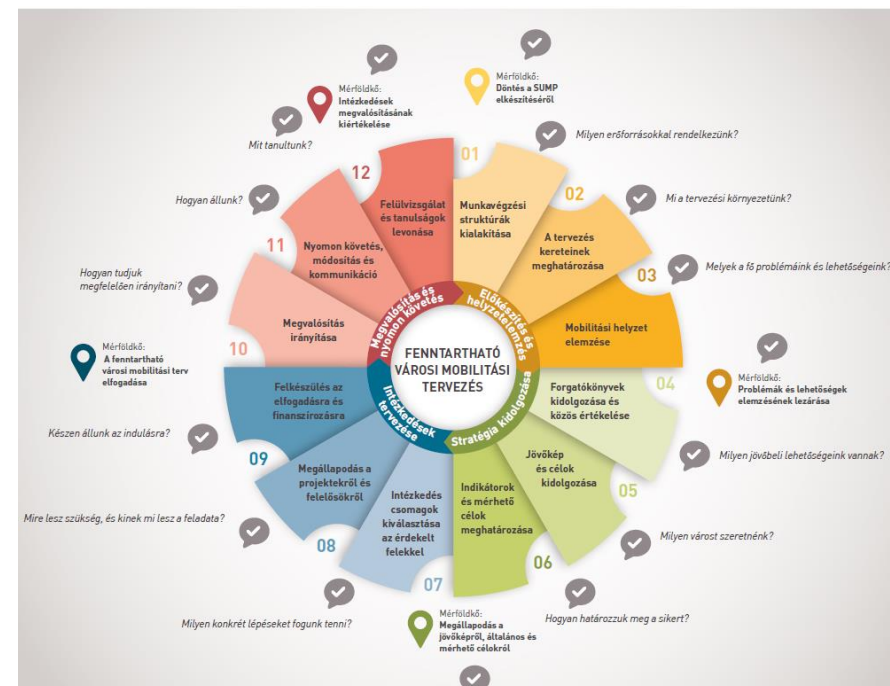 Mérföldkő:
Döntés a SUMP
elkészítéséről
Milyen erőforrásokkal rendelkezünk?
01
Munkavégzési
struktúrák
kialakítása
Mi a tervezési környezetünk?
02
A tervezés
kereteinek
meghatározása
Melyek a fő problémáink és lehetőségeink?
03
Mobilitási helyzet
elemzése
Mérföldkő:
Problémák és lehetőségek
elemzésének lezárása
04
Forgatókönyvek
kidolgozása és
közös értékelése
Milyen jövőbeli lehetőségeink vannak?
05
Jövőkép
és célok
kidolgozása
Milyen várost szeretnénk?
06
Indikátorok
és mérhető
célok
meghatározása
Hogyan határozzuk meg a sikert?
Mérföldkő:
Megállapodás a
jövőképről, általános és
mérhető célokról
07
Intézkedés
csomagok
kiválasztása
az érdekelt
felekkel
Milyen konkrét lépéseket fogunk tenni?
08
Megállapodás a
projektekről és
felelősökről
Mire lesz szükség, és kinek mi lesz a feladata?
09
Felkészülés az
elfogadásra és
finanszírozásra
Készen állunk az indulásra?
Mérföldkő:
A fenntartható
városi mobilitási terv
elfogadása
10
Megvalósítás
irányítása
Hogyan tudjuk
megfelelően irányítani?
11
Nyomon követés,
módosítás és
kommunikáció
Hogyan állunk?
12
Felülvizsgálat
és tanulságok
levonása
Mit tanultunk?
Mérföldkő:
Intézkedések
megvalósításának
kiértékelése
Előkészítés és
helyzetelemzés
Stratégia kidolgozása
Intézkedések
tervezése
Megvalósítás és
nyomon követés
FENNTARTHATÓ
VÁROSI MOBILITÁSI
TERVEZÉS